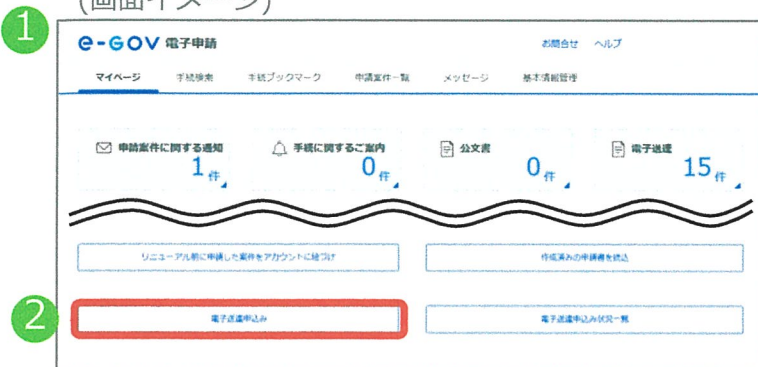 (画面イメージ)
1
e-GOV 電子申請
お問合せ ヘルプ
マイページ 手続検索 手続ブックマーク 申請案件一覧 メッセージ 基本情報管理
申請案件に関する通知 手続に関するご案内 公文書 電子送達
1件 0件 0件 15件
リニューアル前に申請した案件をアカウントに紐づけ 作成済みの申請書を読込
2
電子送達申込み 電子送達申込み状況一覧